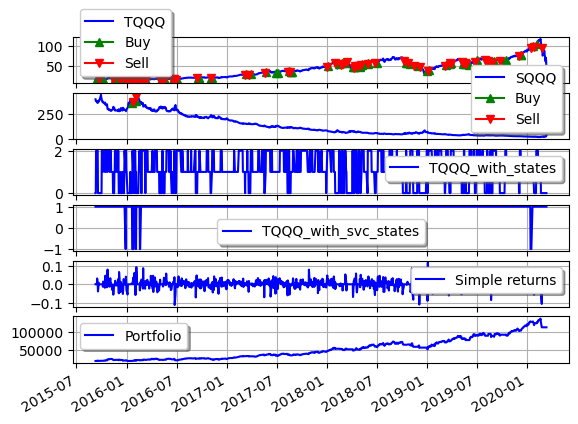 TQQQ
Buy
Sell
100
50
SQQQ
Buy
Sell
250
0
2
0
TQQQ_with_states
1
−1
TQQQ_with_svc_states
0.1
0.0
−0.1
Simple returns
100000
50000
Portfolio
2015-07
2016-01
2016-07
2017-01
2017-07
2018-01
2018-07
2019-01
2019-07
2020-01